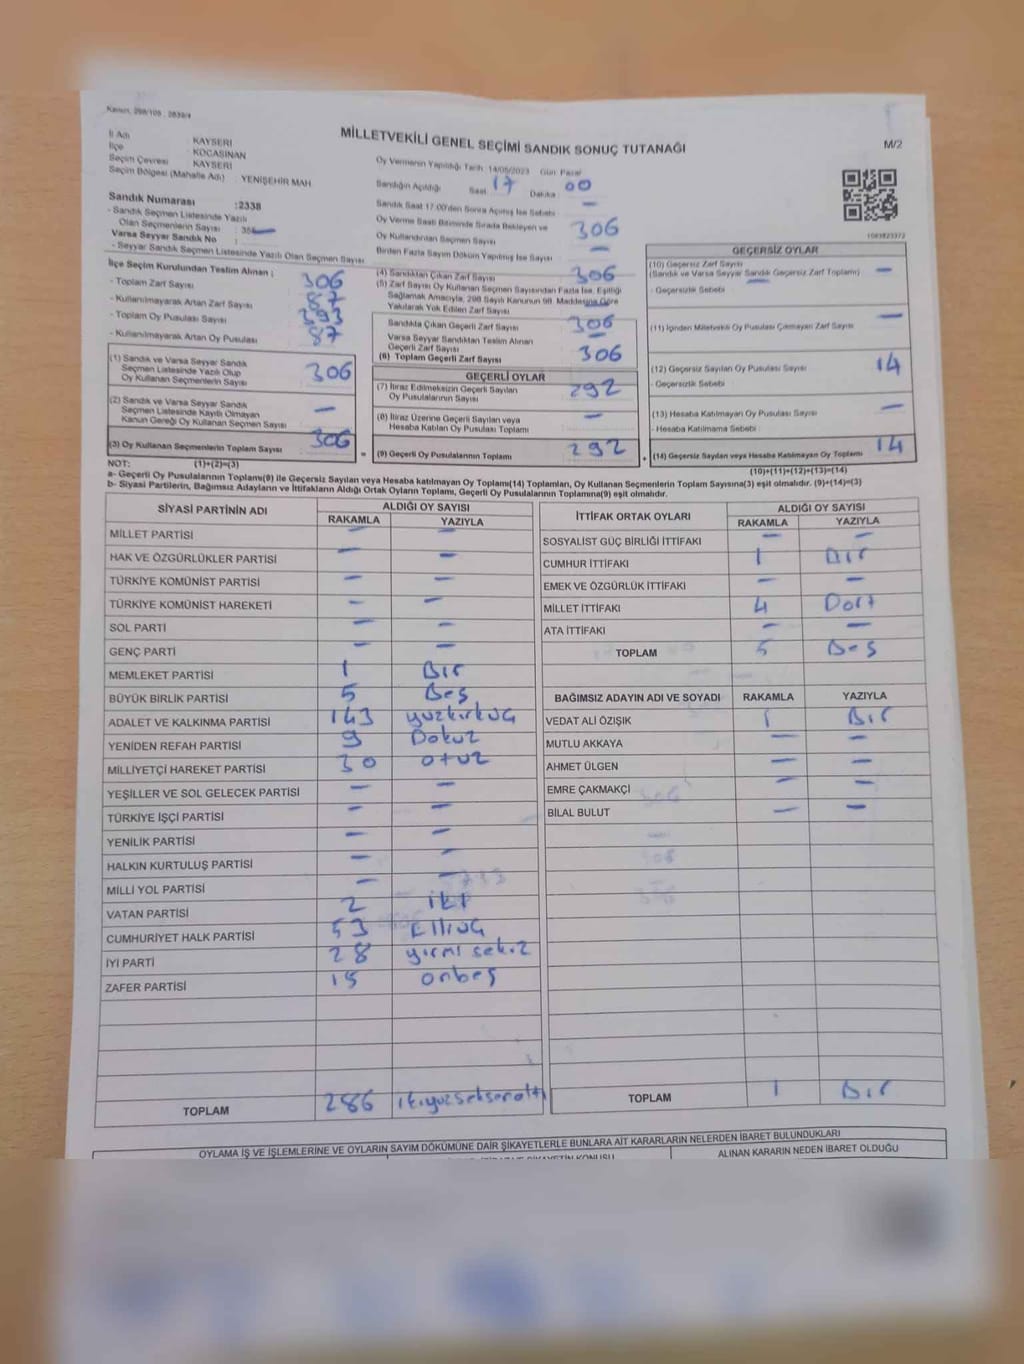 MİLLETVEKİLİ GENEL SEÇİMİ SANDIK SONUÇ TUTANAĞI
M/2
İl Adı : KAYSERİ
İlçe : KOCASİNAN
Seçim Çevresi : KAYSERİ
Seçim Bölgesi (Mahalle Adı) : YENİŞEHİR MAH
Oy Vermenin Yapıldığı Tarih 14/05/2023 Gün Pazar
Sandığın Açıldığı Saat 17 Dakika 00
Sandık Saat 17.00'den Sonra Açılmış İse Sebebi —
Oy Verme Saati Bitiminde Sırada Bekleyen ve
Oy Kullandırılan Seçmen Sayısı 306
Birden Fazla Sayım Döküm Yapılmış İse Sayısı —
Sandık Numarası :2338
- Sandık Seçmen Listesinde Yazılı
Olan Seçmenlerin Sayısı
Varsa Seyyar Sandık No :
- Seyyar Sandık Seçmen Listesinde Yazılı Olan Seçmen Sayısı
İlçe Seçim Kurulundan Teslim Alınan ;
- Toplam Zarf Sayısı 306
- Kullanılmayarak Artan Zarf Sayısı 87
- Toplam Oy Pusulası Sayısı 393
- Kullanılmayarak Artan Oy Pusulası 87
(1) Sandık ve Varsa Seyyar Sandık
Seçmen Listesinde Yazılı Olup
Oy Kullanan Seçmenlerin Sayısı 306
(2) Sandık ve Varsa Seyyar Sandık
Seçmen Listesinde Kayıtlı Olmayan
Kanun Gereği Oy Kullanan Seçmen Sayısı —
(3) Oy Kullanan Seçmenlerin Toplam Sayısı 306
(4) Sandıktan Çıkan Zarf Sayısı 306
(5) Zarf Sayısı Oy Kullanan Seçmen Sayısından Fazla İse, Eşitliği
Sağlamak Amacıyla, 298 Sayılı Kanunun 98. Maddesine Göre
Yakılarak Yok Edilen Zarf Sayısı —
Sandıkta Çıkan Geçerli Zarf Sayısı 306
Varsa Seyyar Sandıktan Teslim Alınan
Geçerli Zarf Sayısı —
(6) Toplam Geçerli Zarf Sayısı 306
GEÇERLİ OYLAR
(7) İtiraz Edilmeksizin Geçerli Sayılan
Oy Pusulalarının Sayısı 292
(8) İtiraz Üzerine Geçerli Sayılan veya
Hesaba Katılan Oy Pusulası Toplamı —
= (9) Geçerli Oy Pusulalarının Toplamı 292
GEÇERSİZ OYLAR
(10) Geçersiz Zarf Sayısı
(Sandık ve Varsa Seyyar Sandık Geçersiz Zarf Toplamı) —
- Geçersizlik Sebebi —
(11) İçinden Milletvekili Oy Pusulası Çıkmayan Zarf Sayısı —
(12) Geçersiz Sayılan Oy Pusulası Sayısı 14
- Geçersizlik Sebebi
(13) Hesaba Katılmayan Oy Pusulası Sayısı —
- Hesaba Katılmama Sebebi
+ (14) Geçersiz Sayılan veya Hesaba Katılmayan Oy Toplamı 14
NOT: (1)+(2)=(3) (10)+(11)+(12)+(13)=(14)
a- Geçerli Oy Pusulalarının Toplamı(9) ile Geçersiz Sayılan veya Hesaba katılmayan Oy Pusulası Toplamı(14) Toplamları, Oy Kullanan Seçmenlerin Toplam Sayısına(3) eşit olmalıdır. (9)+(14)=(3)
b- Siyasi Partilerin, Bağımsız Adayların ve İttifakların Aldığı Ortak Oyların Toplamı, Geçerli Oy Pusulalarının Toplamına(9) eşit olmalıdır.
SİYASİ PARTİNİN ADI ALDIĞI OY SAYISI
RAKAMLA YAZIYLA
MİLLET PARTİSİ — —
HAK VE ÖZGÜRLÜKLER PARTİSİ — —
TÜRKİYE KOMÜNİST PARTİSİ — —
TÜRKİYE KOMÜNİST HAREKETİ — —
SOL PARTİ — —
GENÇ PARTİ — —
MEMLEKET PARTİSİ 1 Bir
BÜYÜK BİRLİK PARTİSİ 5 Beş
ADALET VE KALKINMA PARTİSİ 143 yüzkırküç
YENİDEN REFAH PARTİSİ 9 Dokuz
MİLLİYETÇİ HAREKET PARTİSİ 30 otuz
YEŞİLLER VE SOL GELECEK PARTİSİ — —
TÜRKİYE İŞÇİ PARTİSİ — —
YENİLİK PARTİSİ — —
HALKIN KURTULUŞ PARTİSİ — —
MİLLİ YOL PARTİSİ — —
VATAN PARTİSİ 2 iki
CUMHURİYET HALK PARTİSİ 53 Elliüç
İYİ PARTİ 28 yirmi sekiz
ZAFER PARTİSİ 15 onbeş
TOPLAM 286 ikiyüzseksenaltı
İTTİFAK ORTAK OYLARI ALDIĞI OY SAYISI
RAKAMLA YAZIYLA
SOSYALİST GÜÇ BİRLİĞİ İTTİFAKI — —
CUMHUR İTTİFAKI 1 Bir
EMEK VE ÖZGÜRLÜK İTTİFAKI — —
MİLLET İTTİFAKI 4 Dört
ATA İTTİFAKI — —
TOPLAM 5 Beş
BAĞIMSIZ ADAYIN ADI VE SOYADI RAKAMLA YAZIYLA
VEDAT ALİ ÖZIŞIK 1 Bir
MUTLU AKKAYA — —
AHMET ÜLGEN — —
EMRE ÇAKMAKÇİ — —
BİLAL BULUT — —
TOPLAM 1 Bir
OYLAMA İŞ VE İŞLEMLERİNE VE OYLARIN SAYIM DÖKÜMÜNE DAİR ŞİKAYETLERLE BUNLARA AİT KARARLARIN NELERDEN İBARET BULUNDUKLARI
ALINAN KARARIN NEDEN İBARET OLDUĞU